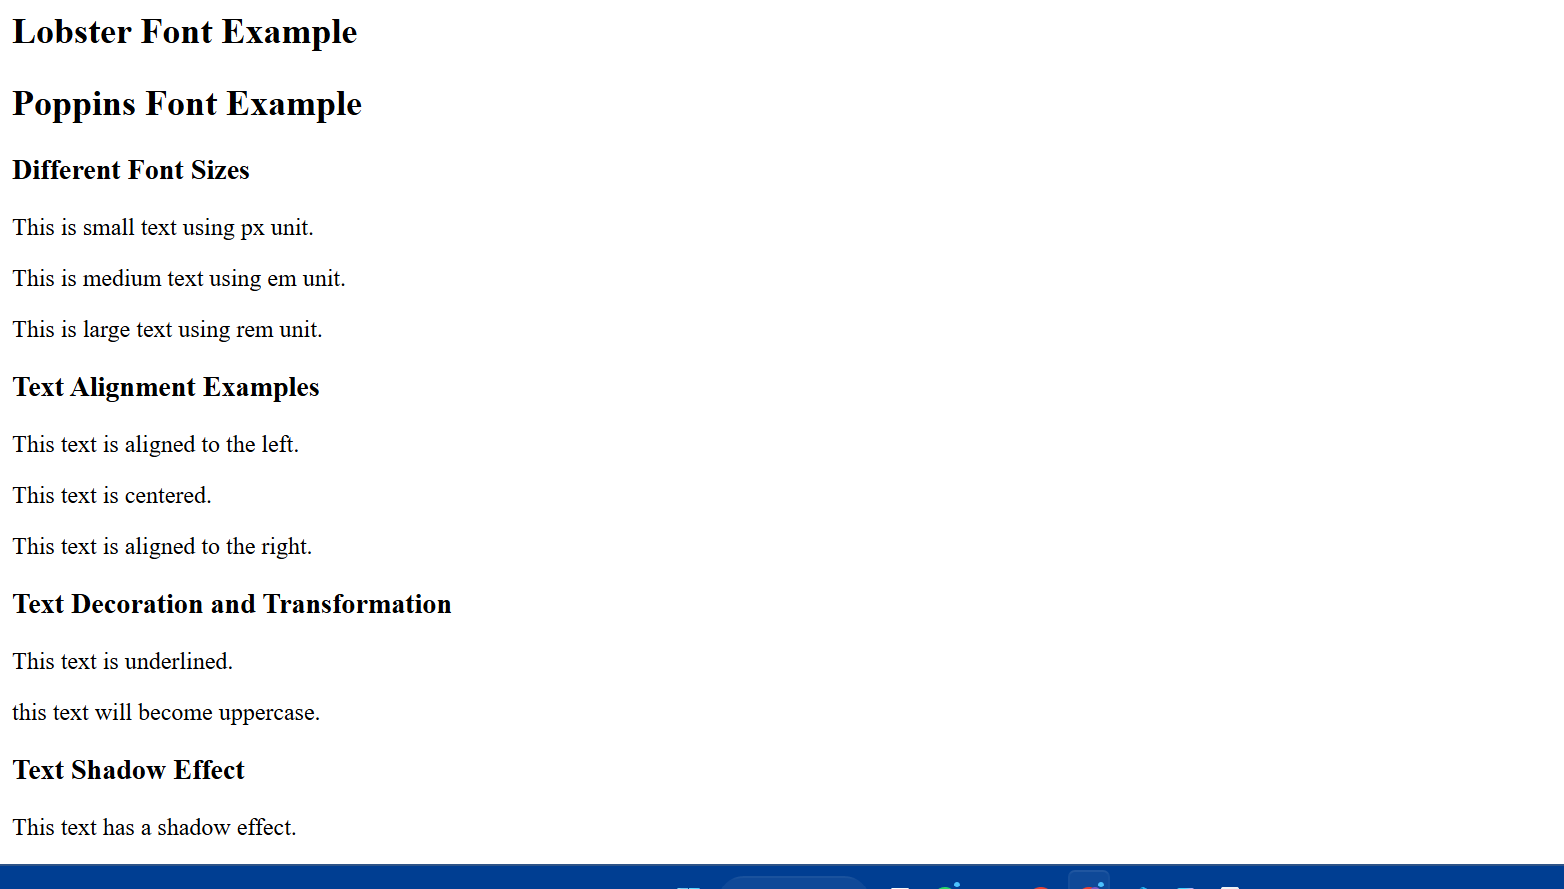 Lobster Font Example
Poppins Font Example
Different Font Sizes
This is small text using px unit.
This is medium text using em unit.
This is large text using rem unit.
Text Alignment Examples
This text is aligned to the left.
This text is centered.
This text is aligned to the right.
Text Decoration and Transformation
This text is underlined.
this text will become uppercase.
Text Shadow Effect
This text has a shadow effect.